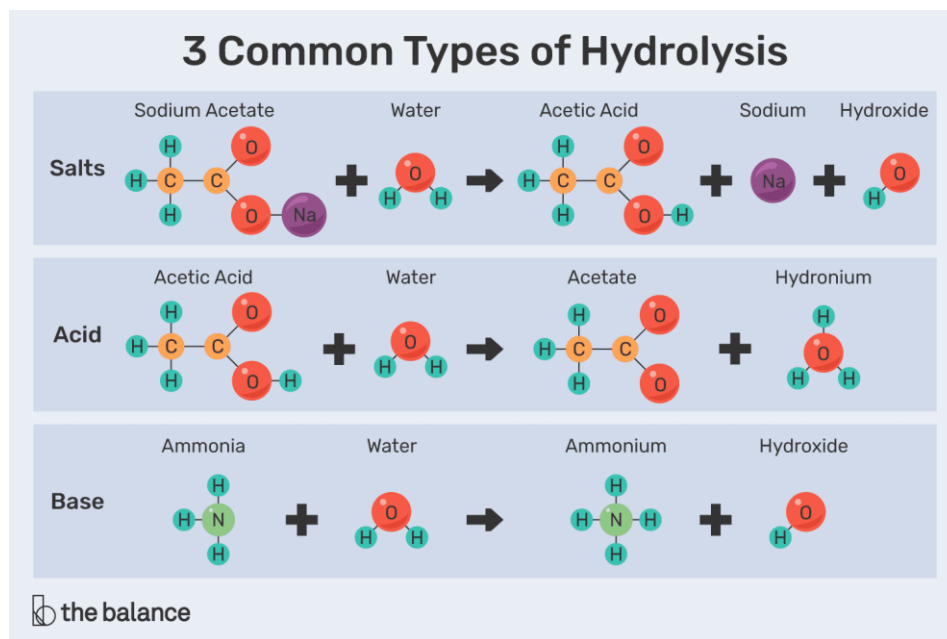 3 Common Types of Hydrolysis
Sodium Acetate Water Acetic Acid Sodium Hydroxide
H O H O
Salts H C C O H C C Na O
H O Na H H H O H H
Acetic Acid Water Acetate Hydronium
H O H O H
Acid H C C O H C C O
H O H H H H O H H
Ammonia Water Ammonium Hydroxide
H H
Base H N O H N H O
H H H H H
the balance